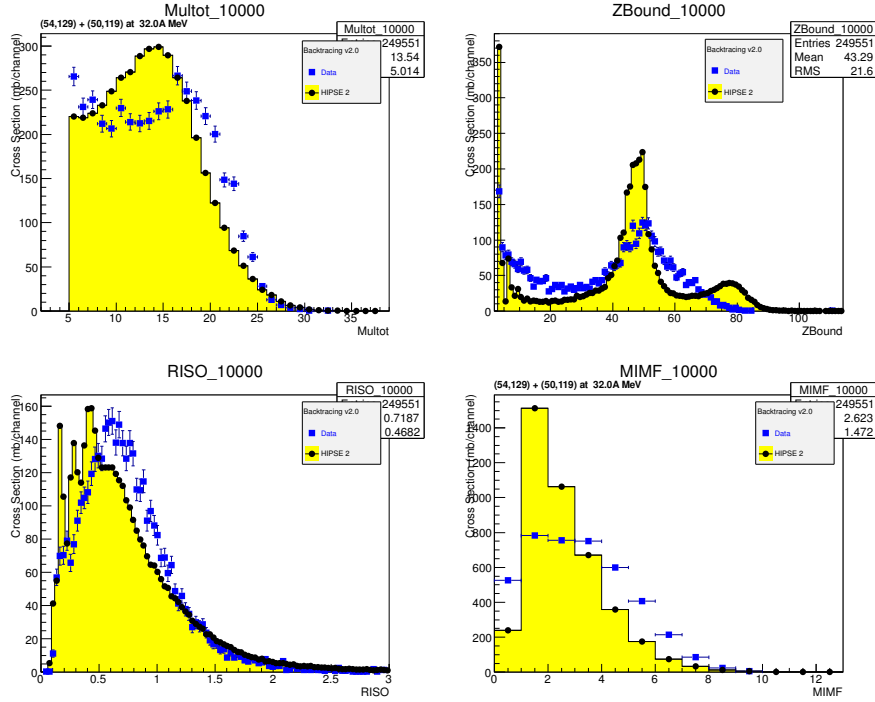 Multot_10000
(54,129) + (50,119) at 32.0A MeV
Multot_10000
249551
13.54
5.014
Backtracing v2.0
Data
HIPSE 2
Cross Section (mb/channel)
300
250
200
150
100
50
0
5 10 15 20 25 30 35
Multot
ZBound_10000
ZBound_10000
Entries 249551
Mean 43.29
RMS 21.6
Backtracing v2.0
Data
HIPSE 2
Cross Section (mb/channel)
350
300
250
200
150
100
50
0
20 40 60 80 100
ZBound
RISO_10000
RISO_10000
249551
0.7187
0.4682
Backtracing v2.0
Data
HIPSE 2
Cross Section (mb/channel)
160
140
120
100
80
60
40
20
0
0 0.5 1 1.5 2 2.5 3
RISO
MIMF_10000
(54,129) + (50,119) at 32.0A MeV
MIMF_10000
249551
2.623
1.472
Backtracing v2.0
Data
HIPSE 2
Cross Section (mb/channel)
1400
1200
1000
800
600
400
200
0
0 2 4 6 8 10 12
MIMF